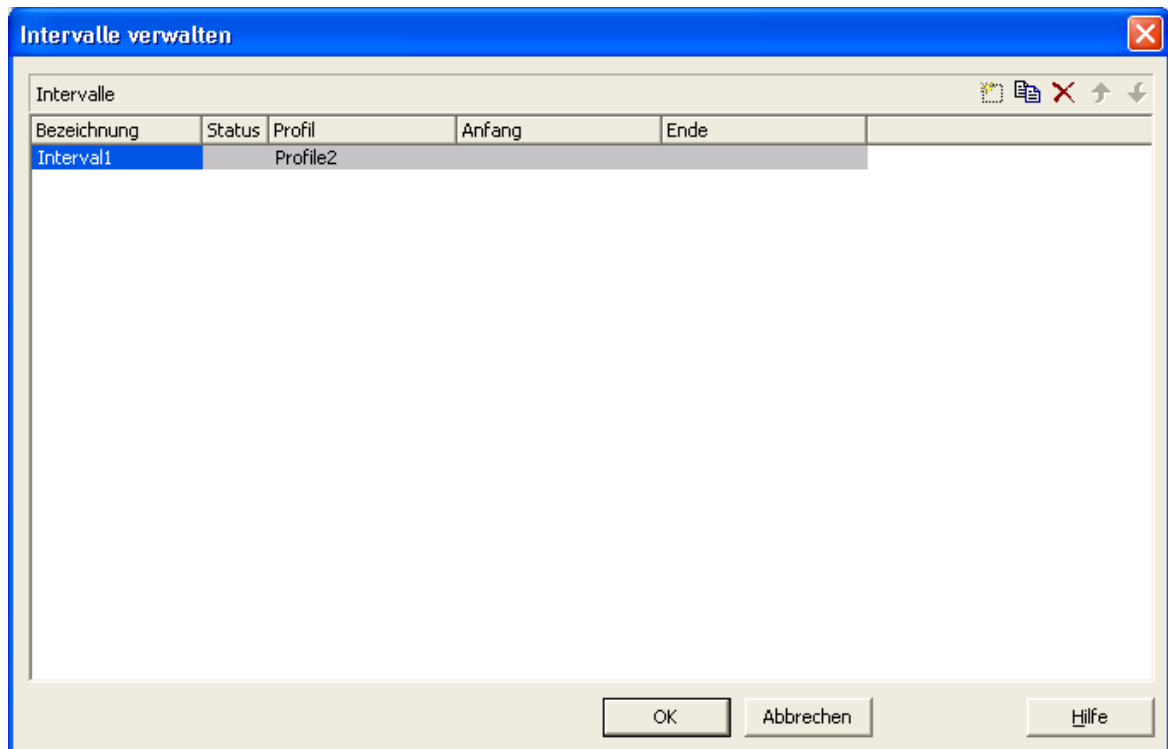 Intervalle verwalten
Intervalle
Bezeichnung Status Profil Anfang Ende
Interval1 Profile2
OK Abbrechen Hilfe